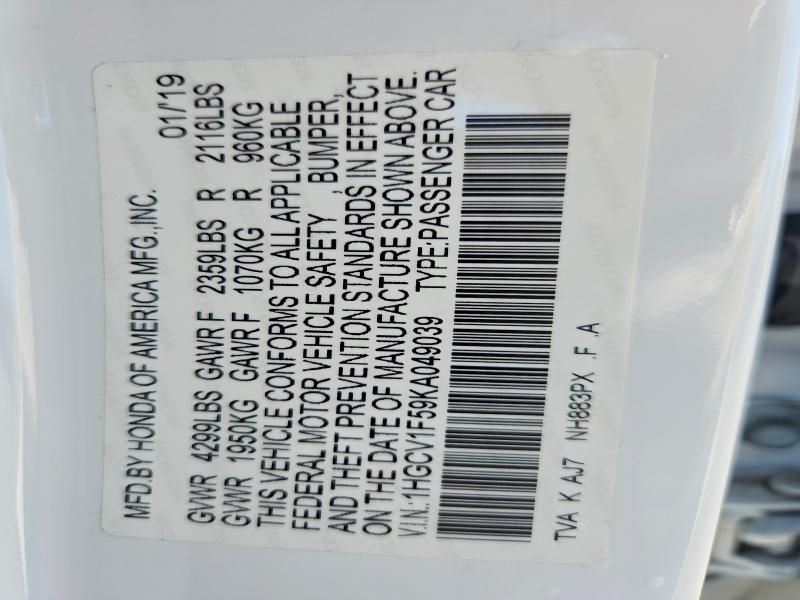 MFD.BY HONDA OF AMERICA MFG.,INC. 01/'19
GVWR 4299LBS GAWR F 2359LBS R 2116LBS
GVWR 1950KG GAWR F 1070KG R 960KG
THIS VEHICLE CONFORMS TO ALL APPLICABLE
FEDERAL MOTOR VEHICLE SAFETY , BUMPER,
AND THEFT PREVENTION STANDARDS IN EFFECT
ON THE DATE OF MANUFACTURE SHOWN ABOVE.
V.I.N.:1HGCV1F59KA049039 TYPE:PASSENGER CAR
TVA K AJ7 NH883PX .F .A